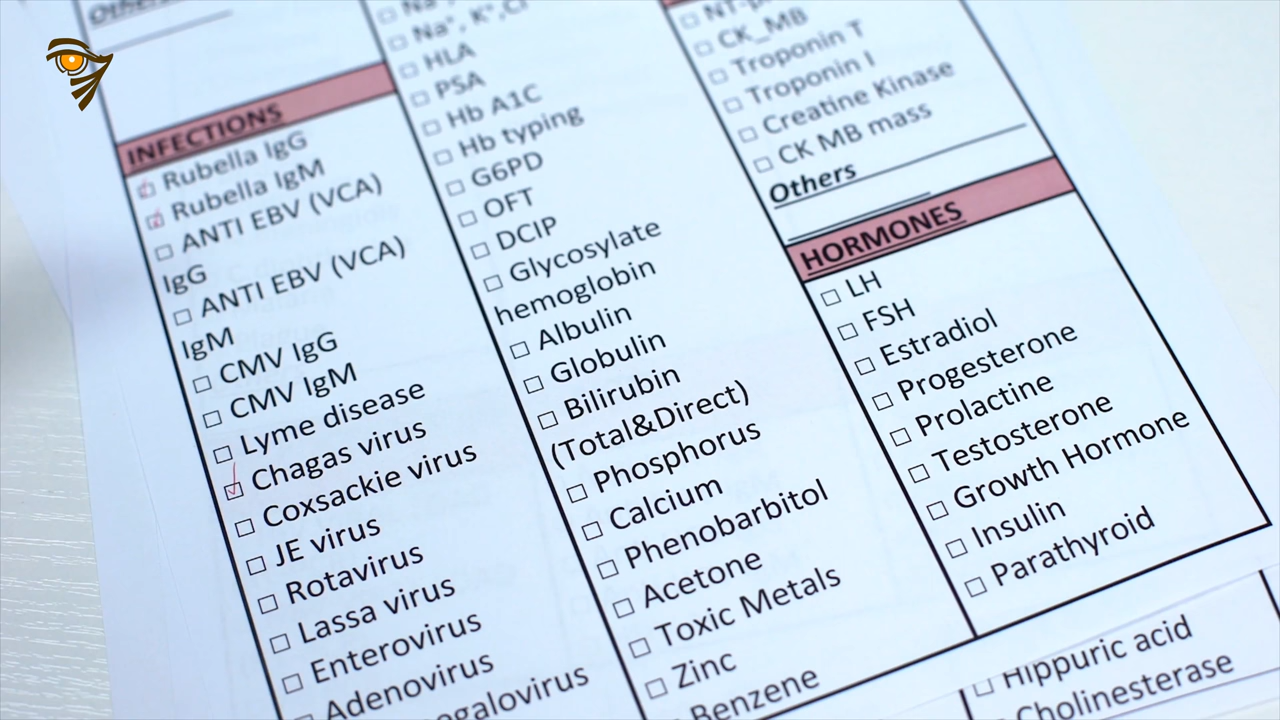 Others
INFECTIONS
Rubella IgG
Rubella IgM
ANTI EBV (VCA)
IgG
ANTI EBV (VCA)
IgM
CMV IgG
CMV IgM
Lyme disease
Chagas virus
Coxsackie virus
JE virus
Rotavirus
Lassa virus
Enterovirus
Adenovirus
Na⁺, K⁺,Cl
HLA
PSA
Hb A1C
Hb typing
G6PD
OFT
DCIP
Glycosylate
hemoglobin
Albulin
Globulin
Bilirubin
(Total&Direct)
Phosphorus
Calcium
Phenobarbitol
Acetone
Toxic Metals
Zinc
Benzene
CK_MB
Troponin T
Troponin I
Creatine Kinase
CK MB mass
Others
HORMONES
LH
FSH
Estradiol
Progesterone
Prolactine
Testosterone
Growth Hormone
Insulin
Parathyroid
Hippuric acid
Cholinesterase